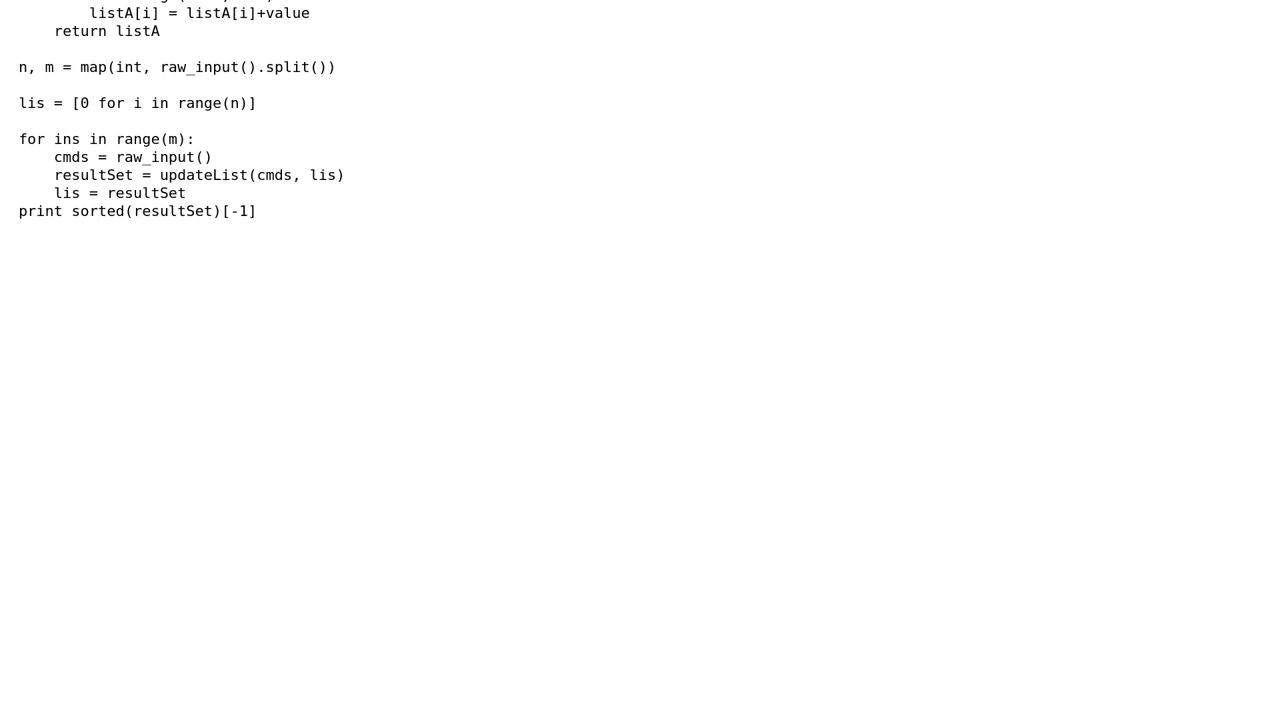 listA[i] = listA[i]+value
    return listA

n, m = map(int, raw_input().split())

lis = [0 for i in range(n)]

for ins in range(m):
    cmds = raw_input()
    resultSet = updateList(cmds, lis)
    lis = resultSet
print sorted(resultSet)[-1]